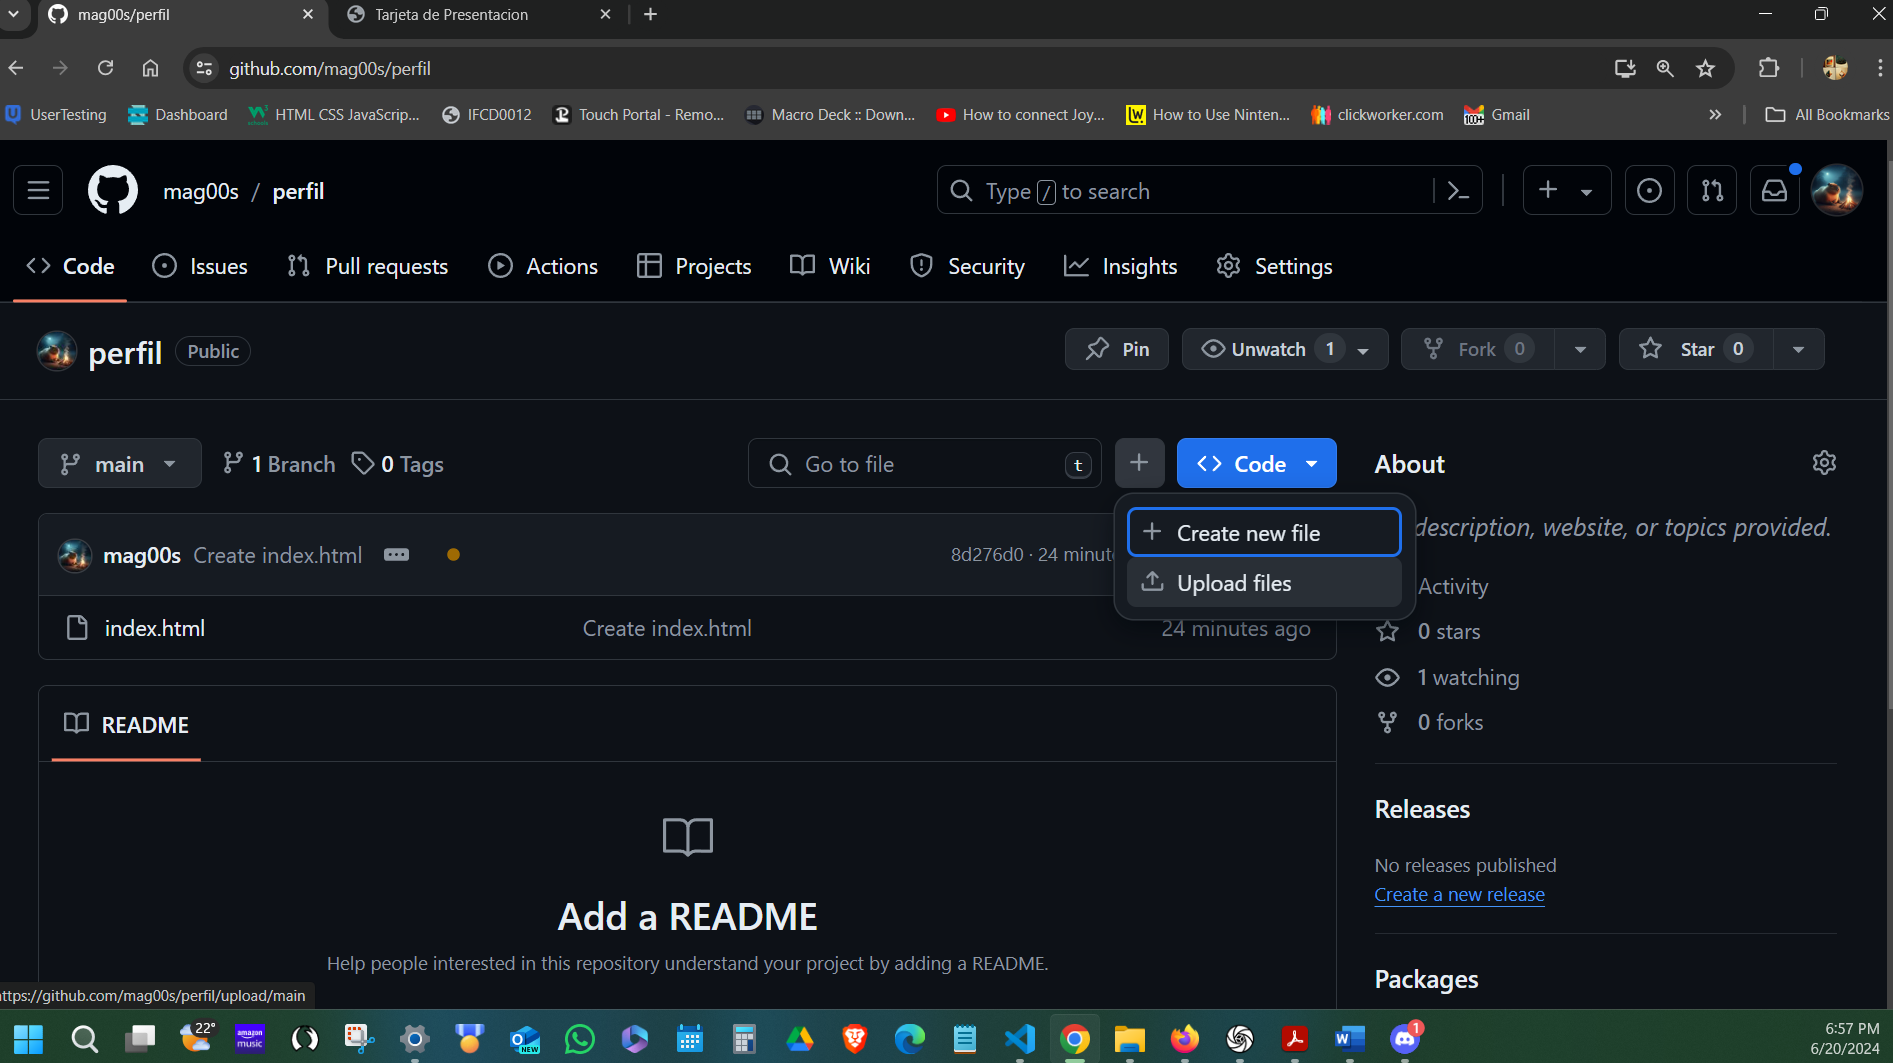 mag00s/perfil
Tarjeta de Presentacion
github.com/mag00s/perfil
UserTesting
Dashboard
HTML CSS JavaScrip...
IFCD0012
Touch Portal - Remo...
Macro Deck :: Down...
How to connect Joy...
How to Use Ninten...
clickworker.com
Gmail
All Bookmarks
mag00s / perfil
Type / to search
Code
Issues
Pull requests
Actions
Projects
Wiki
Security
Insights
Settings
perfil
Public
Pin
Unwatch 1
Fork 0
Star 0
main
1 Branch
0 Tags
Go to file
t
Code
About
Create new file
Upload files
description, website, or topics provided.
mag00s Create index.html
8d276d0 · 24 minut
Activity
index.html
Create index.html
24 minutes ago
0 stars
1 watching
0 forks
README
Add a README
Help people interested in this repository understand your project by adding a README.
Releases
No releases published
Create a new release
Packages
ttps://github.com/mag00s/perfil/upload/main
22°
amazon music
NEW
1
6:57 PM
6/20/2024